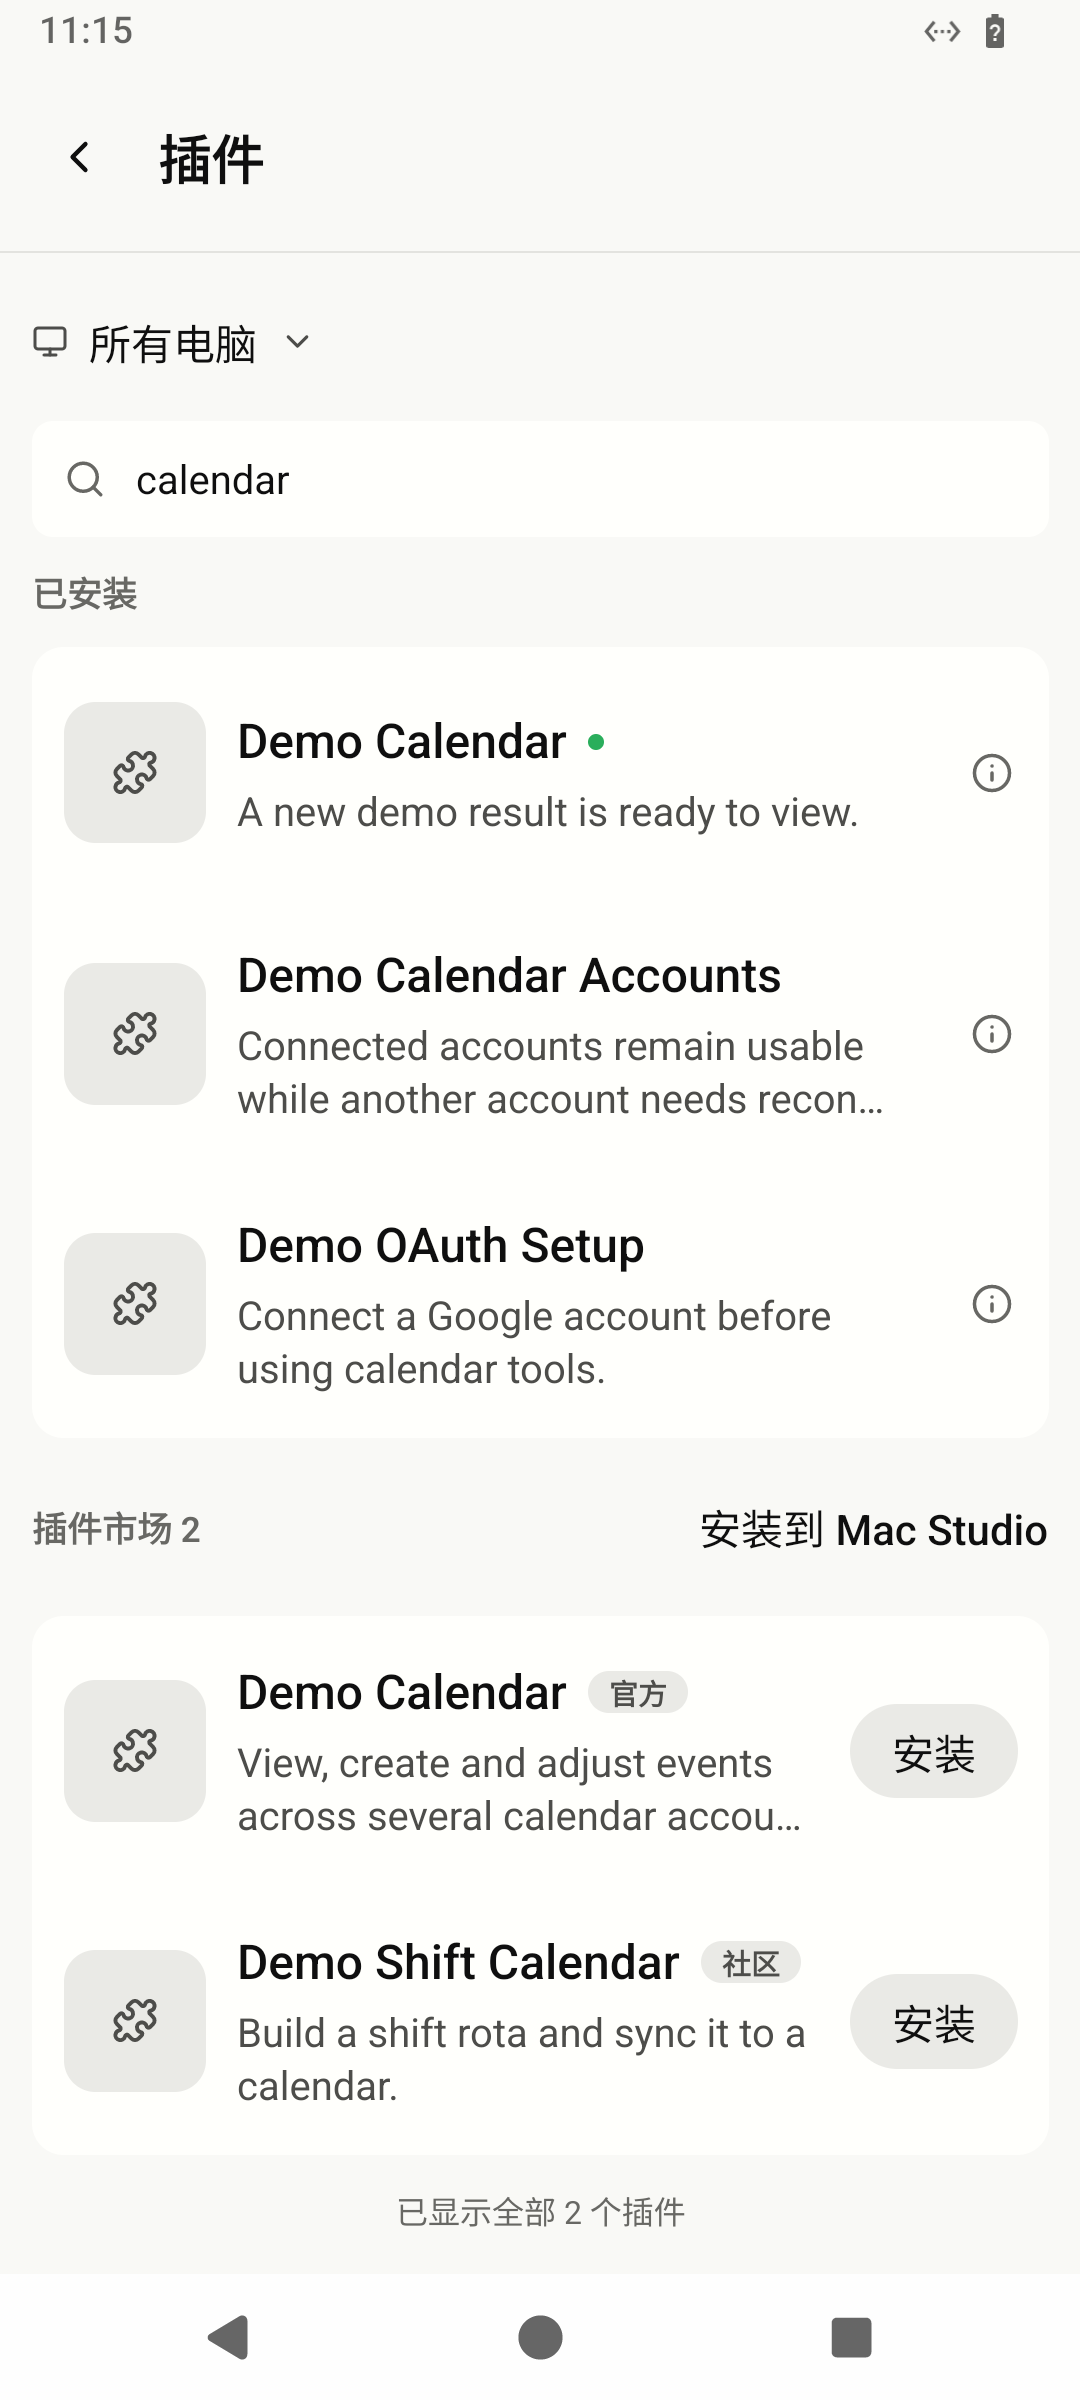 11:15
插件
所有电脑
calendar
已安装
Demo Calendar
A new demo result is ready to view.
Demo Calendar Accounts
Connected accounts remain usable
while another account needs recon…
Demo OAuth Setup
Connect a Google account before
using calendar tools.
插件市场 2
安装到 Mac Studio
Demo Calendar 官方
View, create and adjust events
across several calendar accou…
安装
Demo Shift Calendar 社区
Build a shift rota and sync it to a
calendar.
安装
已显示全部 2 个插件